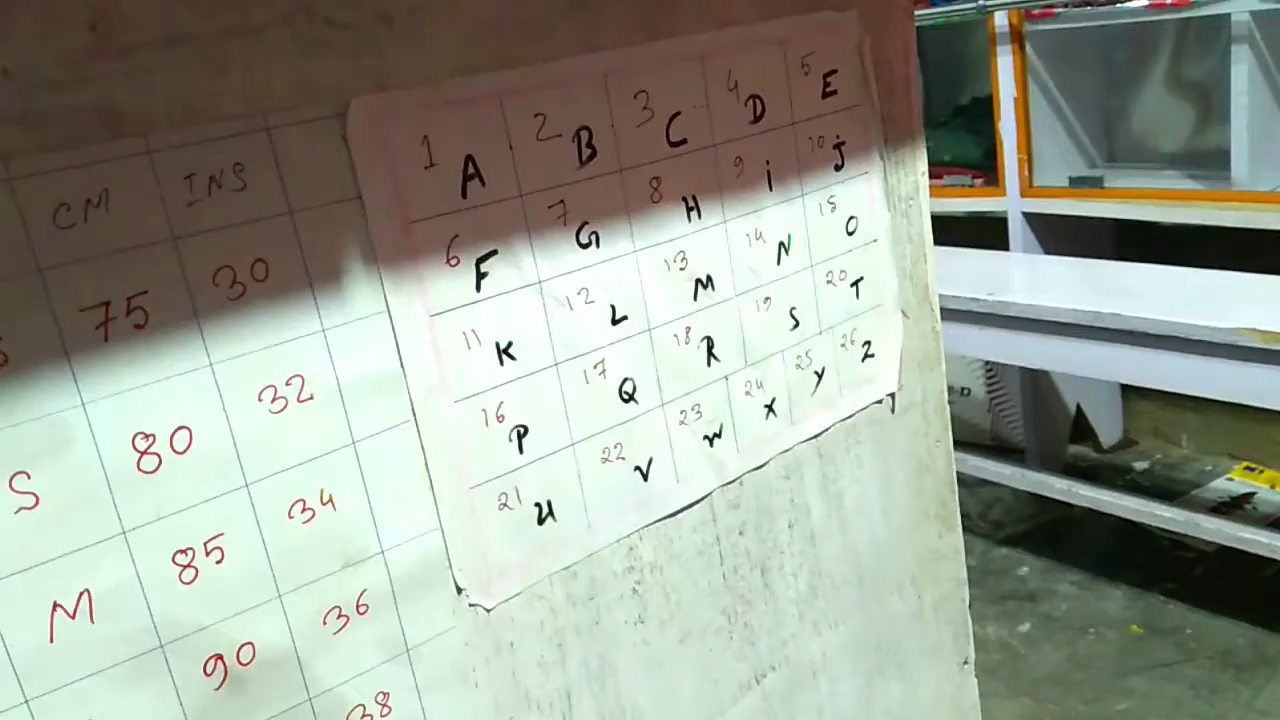 CM INS
75 30
S 80 32
M 85 34
90 36
38
1 A 2 B 3 C 4 D 5 E
6 F 7 G 8 H 9 i 10 j
11 K 12 L 13 M 14 N 15 O
16 P 17 Q 18 R 19 S 20 T
21 U 22 V 23 W 24 X 25 y 26 Z